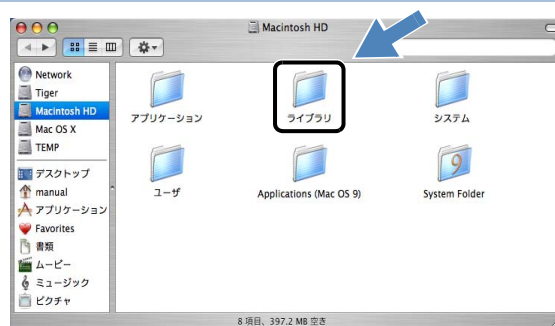 Macintosh HD
Network
Tiger
Macintosh HD
Mac OS X
TEMP
デスクトップ
manual
アプリケーション
Favorites
書類
ムービー
ミュージック
ピクチャ
アプリケーション
ライブラリ
システム
ユーザ
Applications (Mac OS 9)
9
System Folder
8 項目、397.2 MB 空き